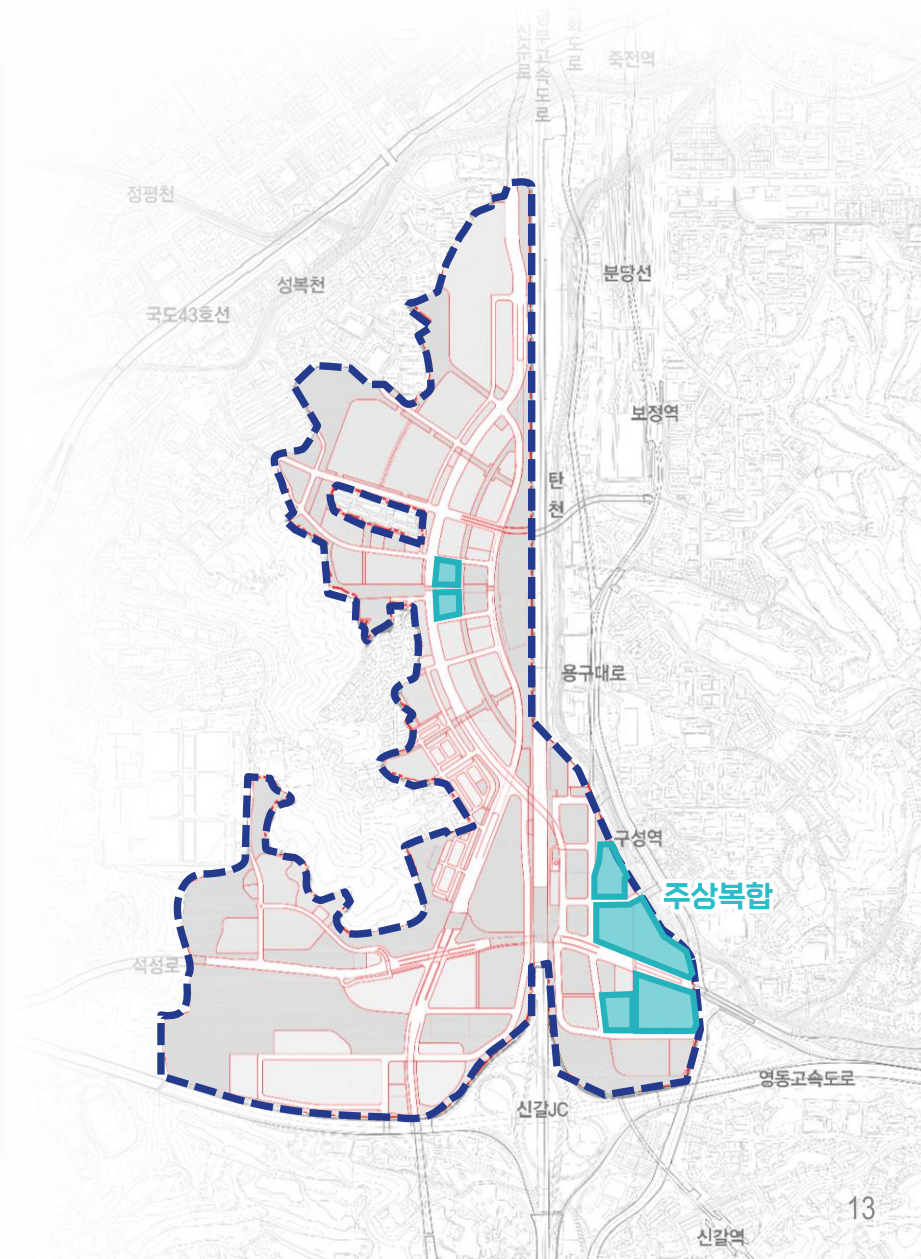 신수로
경부고속도로
죽전역
정평천
성복천
분당선
국도43호선
보정역
탄천
용구대로
구성역
주상복합
석성로
영동고속도로
신갈JC
13
신갈역